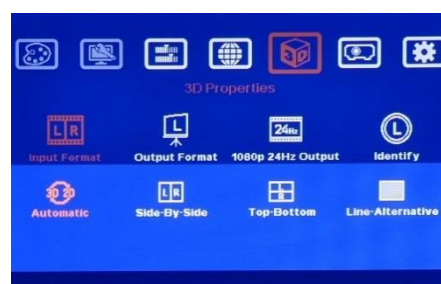 3D
3D Properties
L R
L
24Hz
L
Input Format
Output Format
1080p 24Hz Output
Identify
3D 2D
L R
Automatic
Side-By-Side
Top-Bottom
Line-Alternative